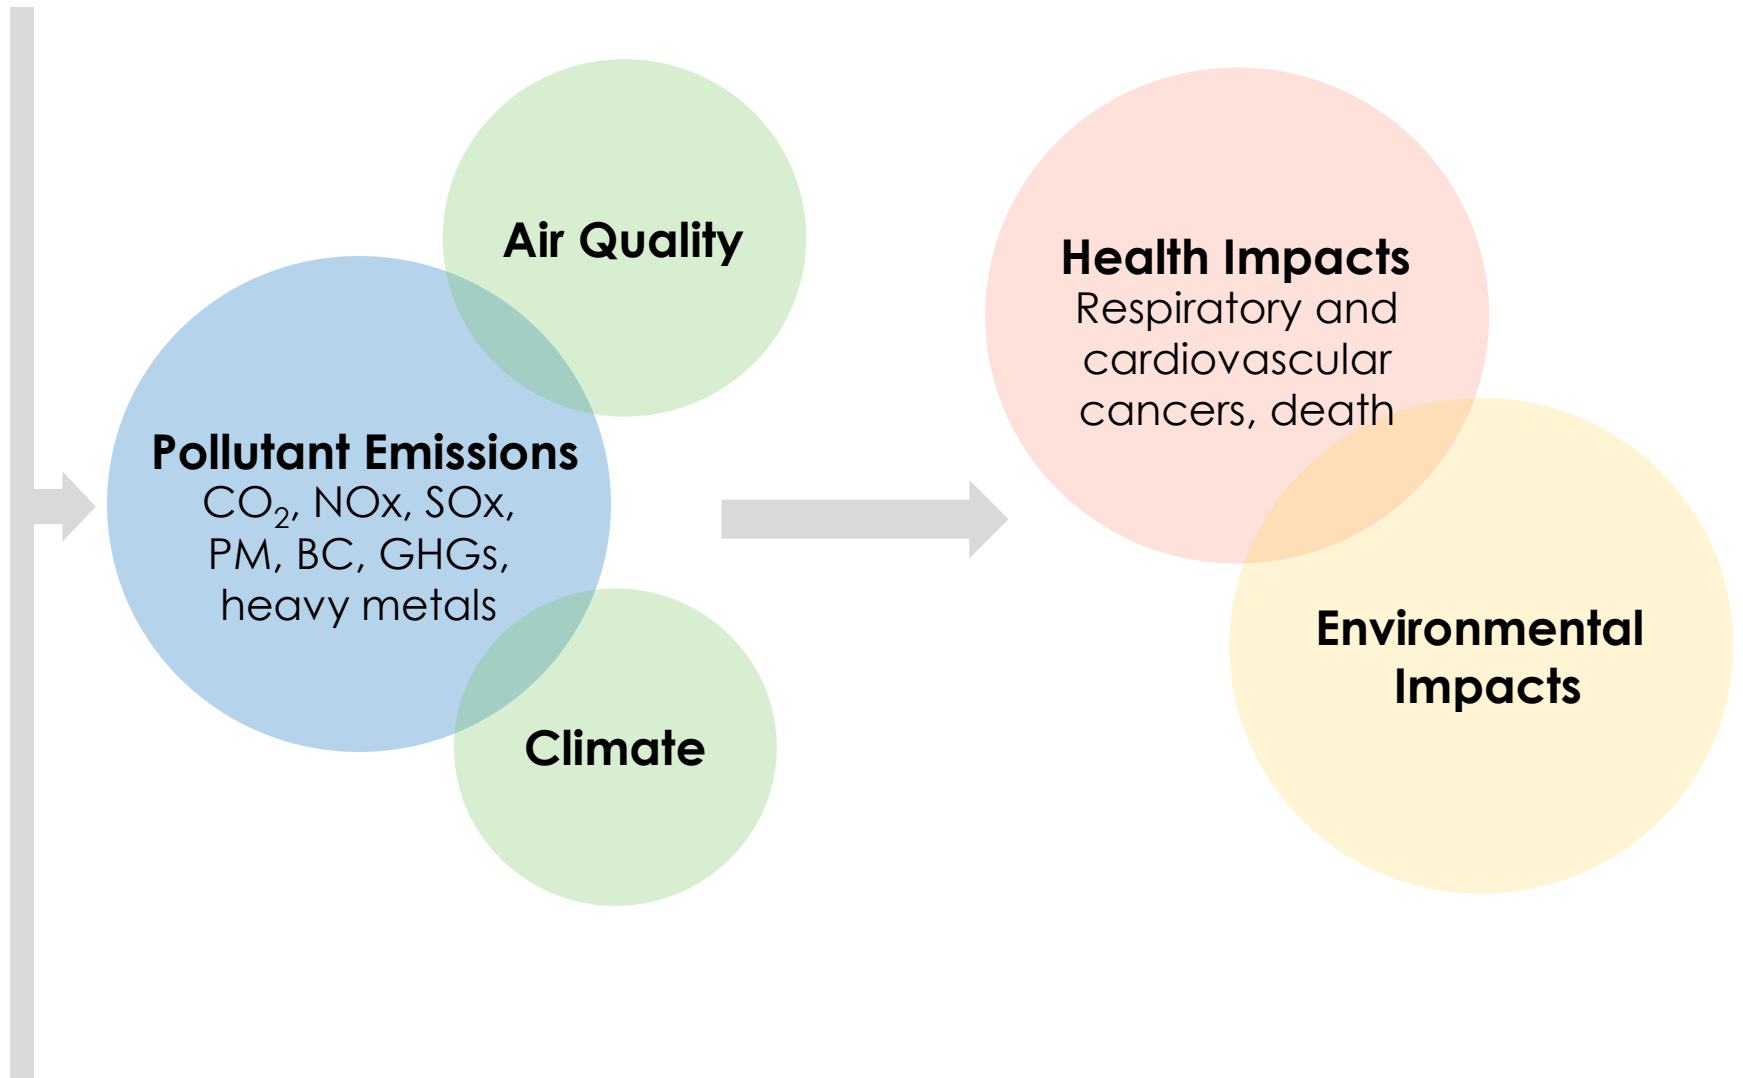 Air Quality
Pollutant Emissions
CO₂, NOx, SOx,
PM, BC, GHGs,
heavy metals
Climate
Health Impacts
Respiratory and
cardiovascular
cancers, death
Environmental
Impacts